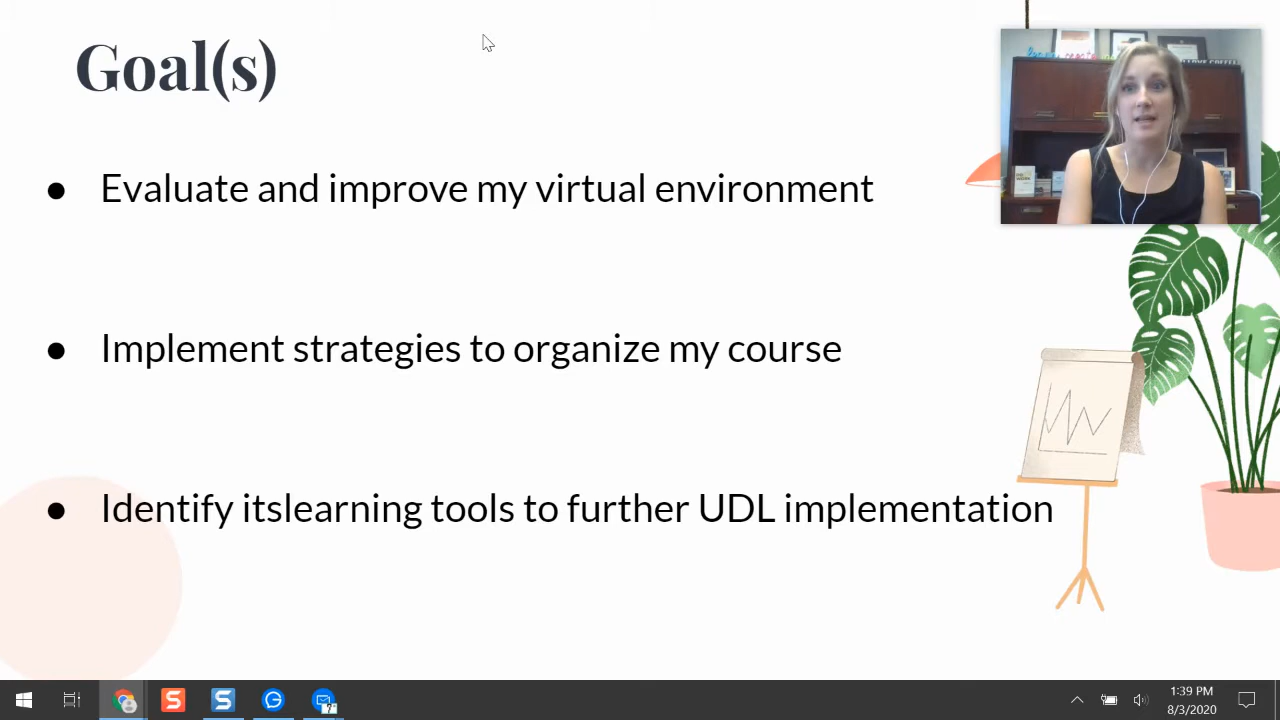 Goal(s)
● Evaluate and improve my virtual environment
● Implement strategies to organize my course
● Identify itslearning tools to further UDL implementation
1:39 PM
8/3/2020